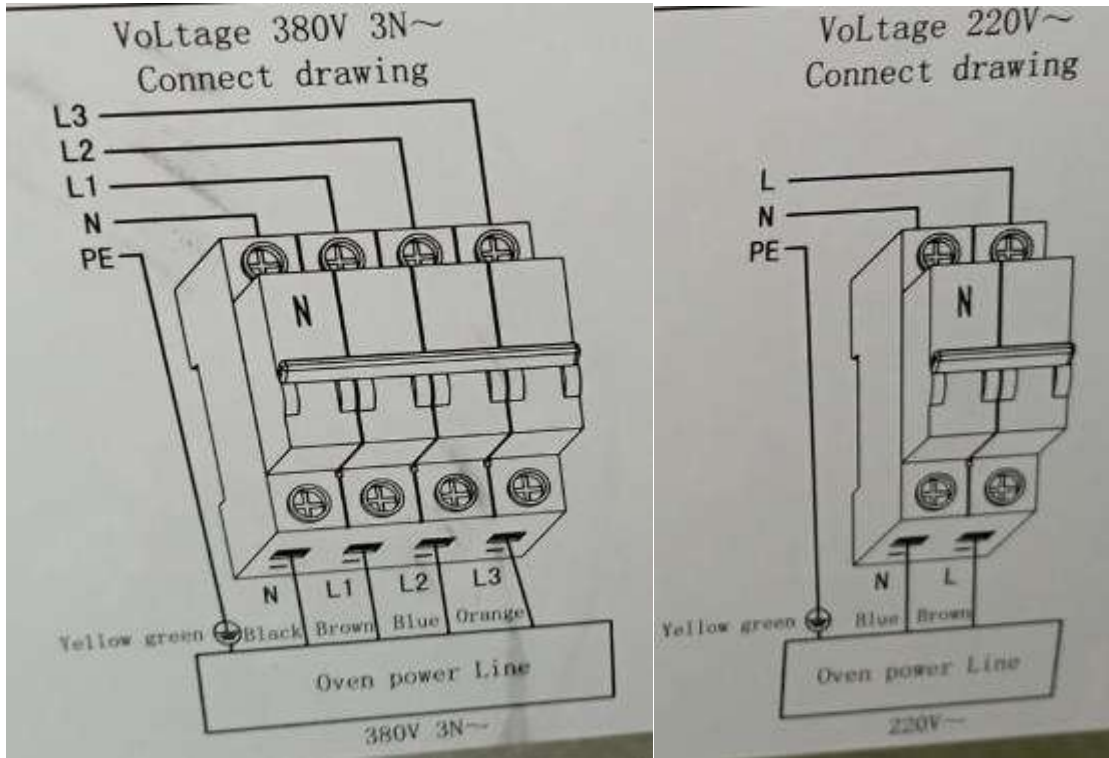 VoLtage 380V 3N～
Connect drawing
L3
L2
L1
N
PE
N
N
L1
L2
L3
Yellow green
Black
Brown
Blue
Orange
Oven power Line
380V 3N～
VoLtage 220V～
Connect drawing
L
N
PE
N
N
L
Yellow green
Blue
Brown
Oven power Line
220V～